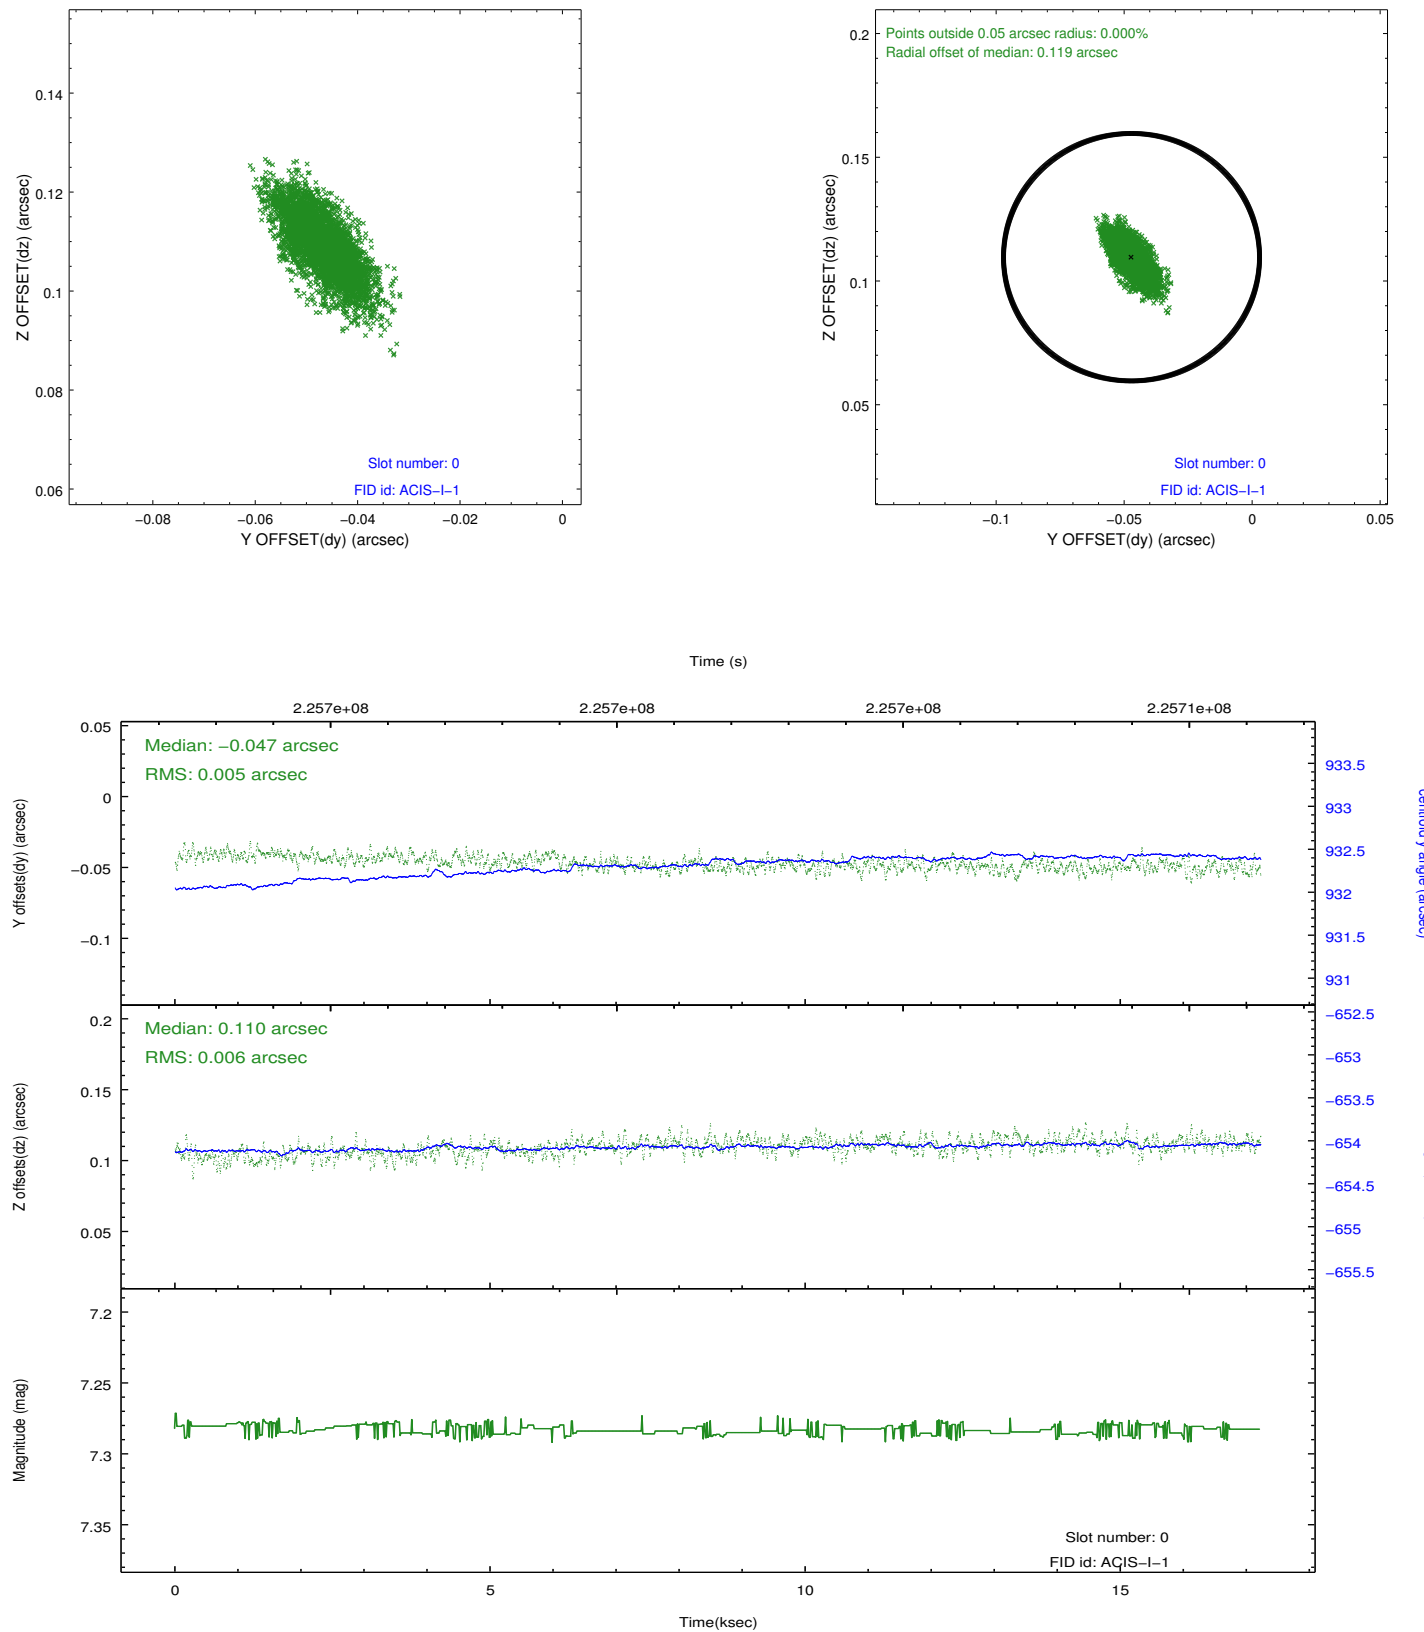 0.14
0.12
0.1
0.08
0.06
Z OFFSET(dz) (arcsec)
Slot number: 0
FID id: ACIS−I−1
−0.08
−0.06
−0.04
−0.02
0
Y OFFSET(dy) (arcsec)
Points outside 0.05 arcsec radius: 0.000%
Radial offset of median: 0.119 arcsec
0.2
0.15
0.1
0.05
Z OFFSET(dz) (arcsec)
Slot number: 0
FID id: ACIS−I−1
−0.1
−0.05
0
0.05
Y OFFSET(dy) (arcsec)
Time (s)
2.257e+08
2.257e+08
2.257e+08
2.2571e+08
Median: −0.047 arcsec
RMS: 0.005 arcsec
0.05
0
−0.05
−0.1
Y offsets(dy) (arcsec)
933.5
933
932.5
932
931.5
931
centroid y angle (arcsec)
Median: 0.110 arcsec
RMS: 0.006 arcsec
0.2
0.15
0.1
0.05
Z offsets(dz) (arcsec)
−652.5
−653
−653.5
−654
−654.5
−655
−655.5
7.2
7.25
7.3
7.35
Magnitude (mag)
Slot number: 0
FID id: ACIS−I−1
0
5
10
15
Time(ksec)